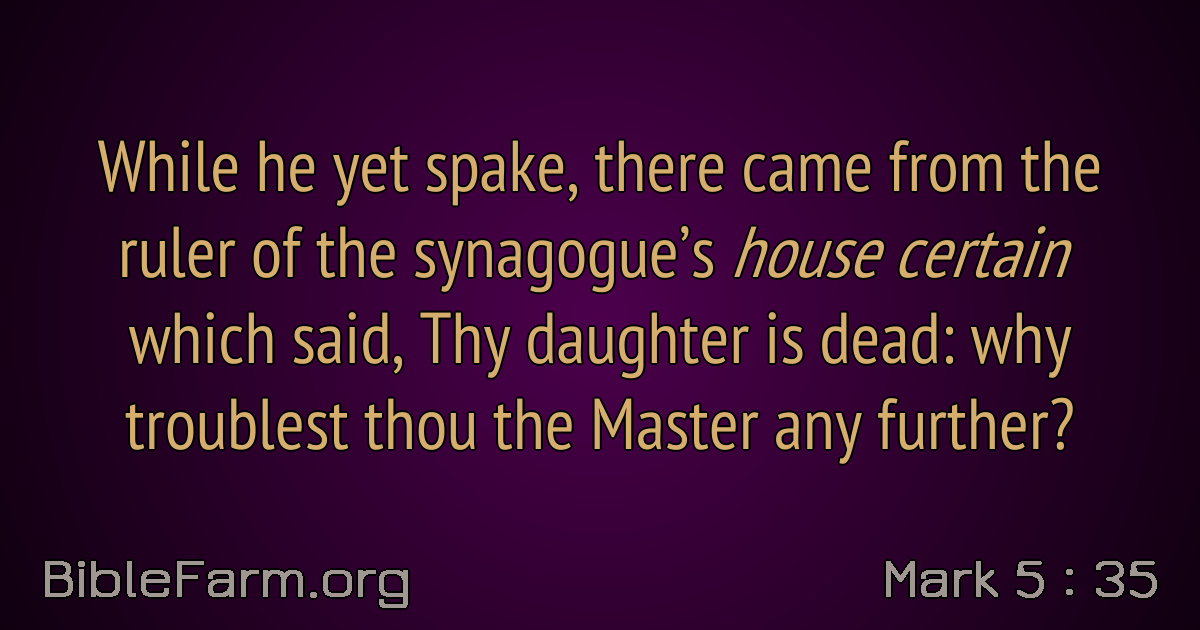 While he yet spake, there came from the
ruler of the synagogue’s house certain
which said, Thy daughter is dead: why
troublest thou the Master any further?
BibleFarm.org
Mark 5 : 35